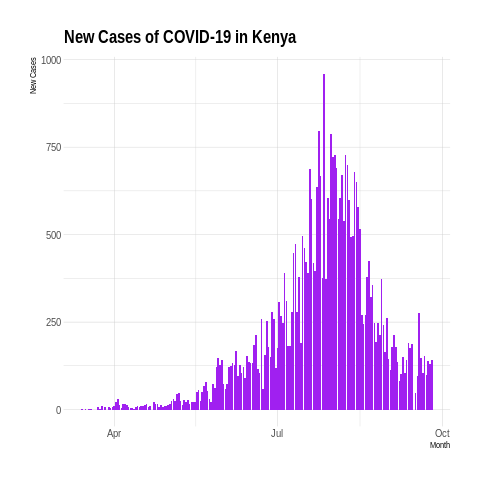 New Cases of COVID-19 in Kenya
New Cases
1000
750
500
250
0
Apr
Jul
Oct
Month